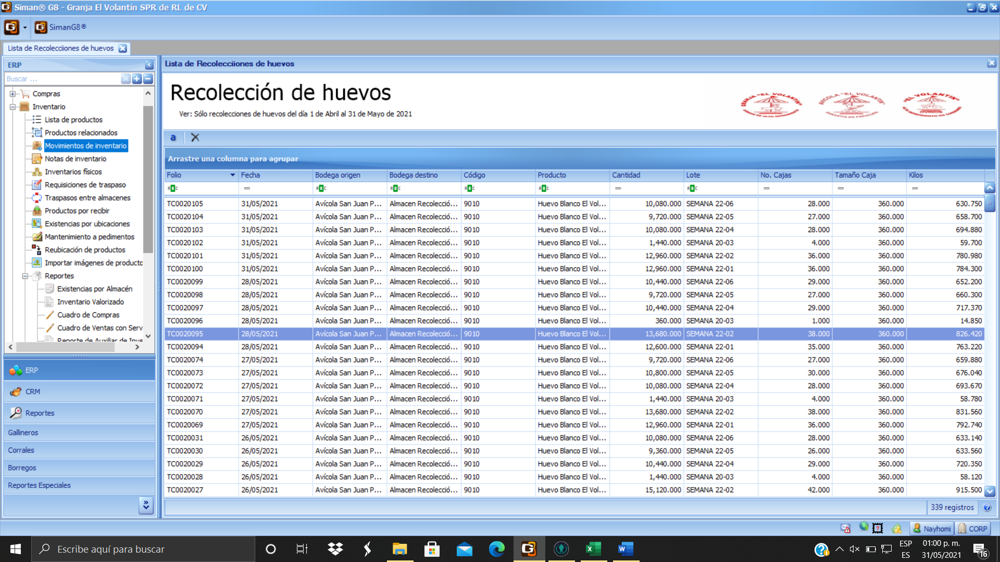 Siman® G8 - Granja El Volantín SPR de RL de CV
SimanG8®
Lista de Recolecciiones de huevos
ERP
Buscar ...
Compras
Inventario
Lista de productos
Productos relacionados
Movimientos de inventario
Notas de inventario
Inventarios físicos
Requisiciones de traspaso
Traspasos entre almacenes
Productos por recibir
Existencias por ubicaciones
Mantenimiento a pedimentos
Reubicación de productos
Importar imágenes de producto
Reportes
Existencias por Almacén
Inventario Valorizado
Cuadro de Compras
Cuadro de Ventas con Serv
Reporte de Auxiliar de Inve
ERP
CRM
Reportes
Gallineros
Corrales
Borregos
Reportes Especiales
Lista de Recolecciiones de huevos
Recolección de huevos
Ver: Sólo recolecciones de huevos del día 1 de Abril al 31 de Mayo de 2021
GRANJA "EL VOLANTIN"
AVICOLA "EL VOLANTIN"
"EL VOLANTIN"
OVINOS
a
Arrastre una columna para agrupar
Folio Fecha Bodega origen Bodega destino Código Producto Cantidad Lote No. Cajas Tamaño Caja Kilos
ABC = ABC ABC ABC ABC = ABC = = =
TC0020105 31/05/2021 Avícola San Juan P... Almacen Recolecció... 9010 Huevo Blanco El Vol... 10,080.000 SEMANA 22-06 28.000 360.000 630.750
TC0020104 31/05/2021 Avícola San Juan P... Almacen Recolecció... 9010 Huevo Blanco El Vol... 9,720.000 SEMANA 22-05 27.000 360.000 658.700
TC0020103 31/05/2021 Avícola San Juan P... Almacen Recolecció... 9010 Huevo Blanco El Vol... 10,080.000 SEMANA 22-04 28.000 360.000 694.880
TC0020102 31/05/2021 Avícola San Juan P... Almacen Recolecció... 9010 Huevo Blanco El Vol... 1,440.000 SEMANA 20-03 4.000 360.000 59.700
TC0020101 31/05/2021 Avícola San Juan P... Almacen Recolecció... 9010 Huevo Blanco El Vol... 12,960.000 SEMANA 22-02 36.000 360.000 780.980
TC0020100 31/05/2021 Avícola San Juan P... Almacen Recolecció... 9010 Huevo Blanco El Vol... 12,960.000 SEMANA 22-01 36.000 360.000 784.300
TC0020099 28/05/2021 Avícola San Juan P... Almacen Recolecció... 9010 Huevo Blanco El Vol... 10,440.000 SEMANA 22-06 29.000 360.000 652.200
TC0020098 28/05/2021 Avícola San Juan P... Almacen Recolecció... 9010 Huevo Blanco El Vol... 9,720.000 SEMANA 22-05 27.000 360.000 660.300
TC0020097 28/05/2021 Avícola San Juan P... Almacen Recolecció... 9010 Huevo Blanco El Vol... 10,440.000 SEMANA 22-04 29.000 360.000 717.370
TC0020096 28/05/2021 Avícola San Juan P... Almacen Recolecció... 9010 Huevo Blanco El Vol... 360.000 SEMANA 20-03 1.000 360.000 14.850
TC0020095 28/05/2021 Avícola San Juan P... Almacen Recolecció... 9010 Huevo Blanco El Vol... 13,680.000 SEMANA 22-02 38.000 360.000 826.420
TC0020094 28/05/2021 Avícola San Juan P... Almacen Recolecció... 9010 Huevo Blanco El Vol... 12,600.000 SEMANA 22-01 35.000 360.000 763.220
TC0020074 27/05/2021 Avícola San Juan P... Almacen Recolecció... 9010 Huevo Blanco El Vol... 9,720.000 SEMANA 22-06 27.000 360.000 659.880
TC0020073 27/05/2021 Avícola San Juan P... Almacen Recolecció... 9010 Huevo Blanco El Vol... 10,800.000 SEMANA 22-05 30.000 360.000 676.040
TC0020072 27/05/2021 Avícola San Juan P... Almacen Recolecció... 9010 Huevo Blanco El Vol... 10,080.000 SEMANA 22-04 28.000 360.000 693.670
TC0020071 27/05/2021 Avícola San Juan P... Almacen Recolecció... 9010 Huevo Blanco El Vol... 1,440.000 SEMANA 20-03 4.000 360.000 58.780
TC0020070 27/05/2021 Avícola San Juan P... Almacen Recolecció... 9010 Huevo Blanco El Vol... 13,680.000 SEMANA 22-02 38.000 360.000 831.560
TC0020069 27/05/2021 Avícola San Juan P... Almacen Recolecció... 9010 Huevo Blanco El Vol... 12,960.000 SEMANA 22-01 36.000 360.000 792.740
TC0020031 26/05/2021 Avícola San Juan P... Almacen Recolecció... 9010 Huevo Blanco El Vol... 10,080.000 SEMANA 22-06 28.000 360.000 633.140
TC0020030 26/05/2021 Avícola San Juan P... Almacen Recolecció... 9010 Huevo Blanco El Vol... 9,360.000 SEMANA 22-05 26.000 360.000 633.560
TC0020029 26/05/2021 Avícola San Juan P... Almacen Recolecció... 9010 Huevo Blanco El Vol... 10,440.000 SEMANA 22-04 29.000 360.000 720.350
TC0020028 26/05/2021 Avícola San Juan P... Almacen Recolecció... 9010 Huevo Blanco El Vol... 1,440.000 SEMANA 20-03 4.000 360.000 58.120
TC0020027 26/05/2021 Avícola San Juan P... Almacen Recolecció... 9010 Huevo Blanco El Vol... 15,120.000 SEMANA 22-02 42.000 360.000 915.500
339 registros
Nayhomi CORP
Escribe aquí para buscar
ESP 01:00 p. m.
ES 31/05/2021
16